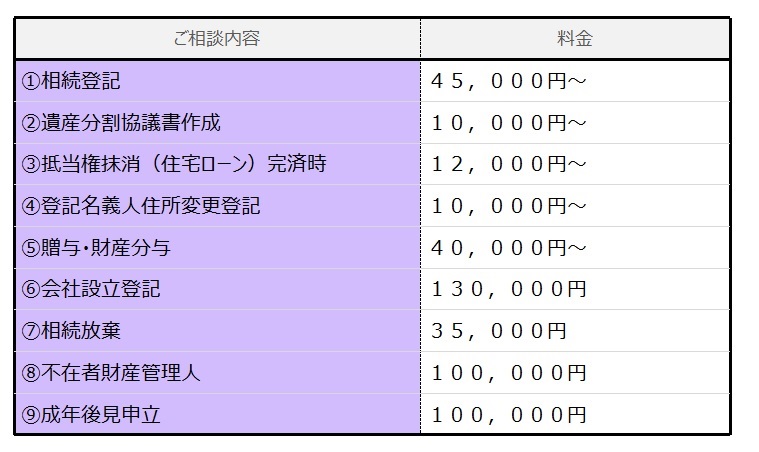 ご相談内容 料金
①相続登記 ４５，０００円～
②遺産分割協議書作成 １０，０００円～
③抵当権抹消（住宅ローン）完済時 １２，０００円～
④登記名義人住所変更登記 １０，０００円～
⑤贈与・財産分与 ４０，０００円～
⑥会社設立登記 １３０，０００円
⑦相続放棄 ３５，０００円
⑧不在者財産管理人 １００，０００円
⑨成年後見申立 １００，０００円